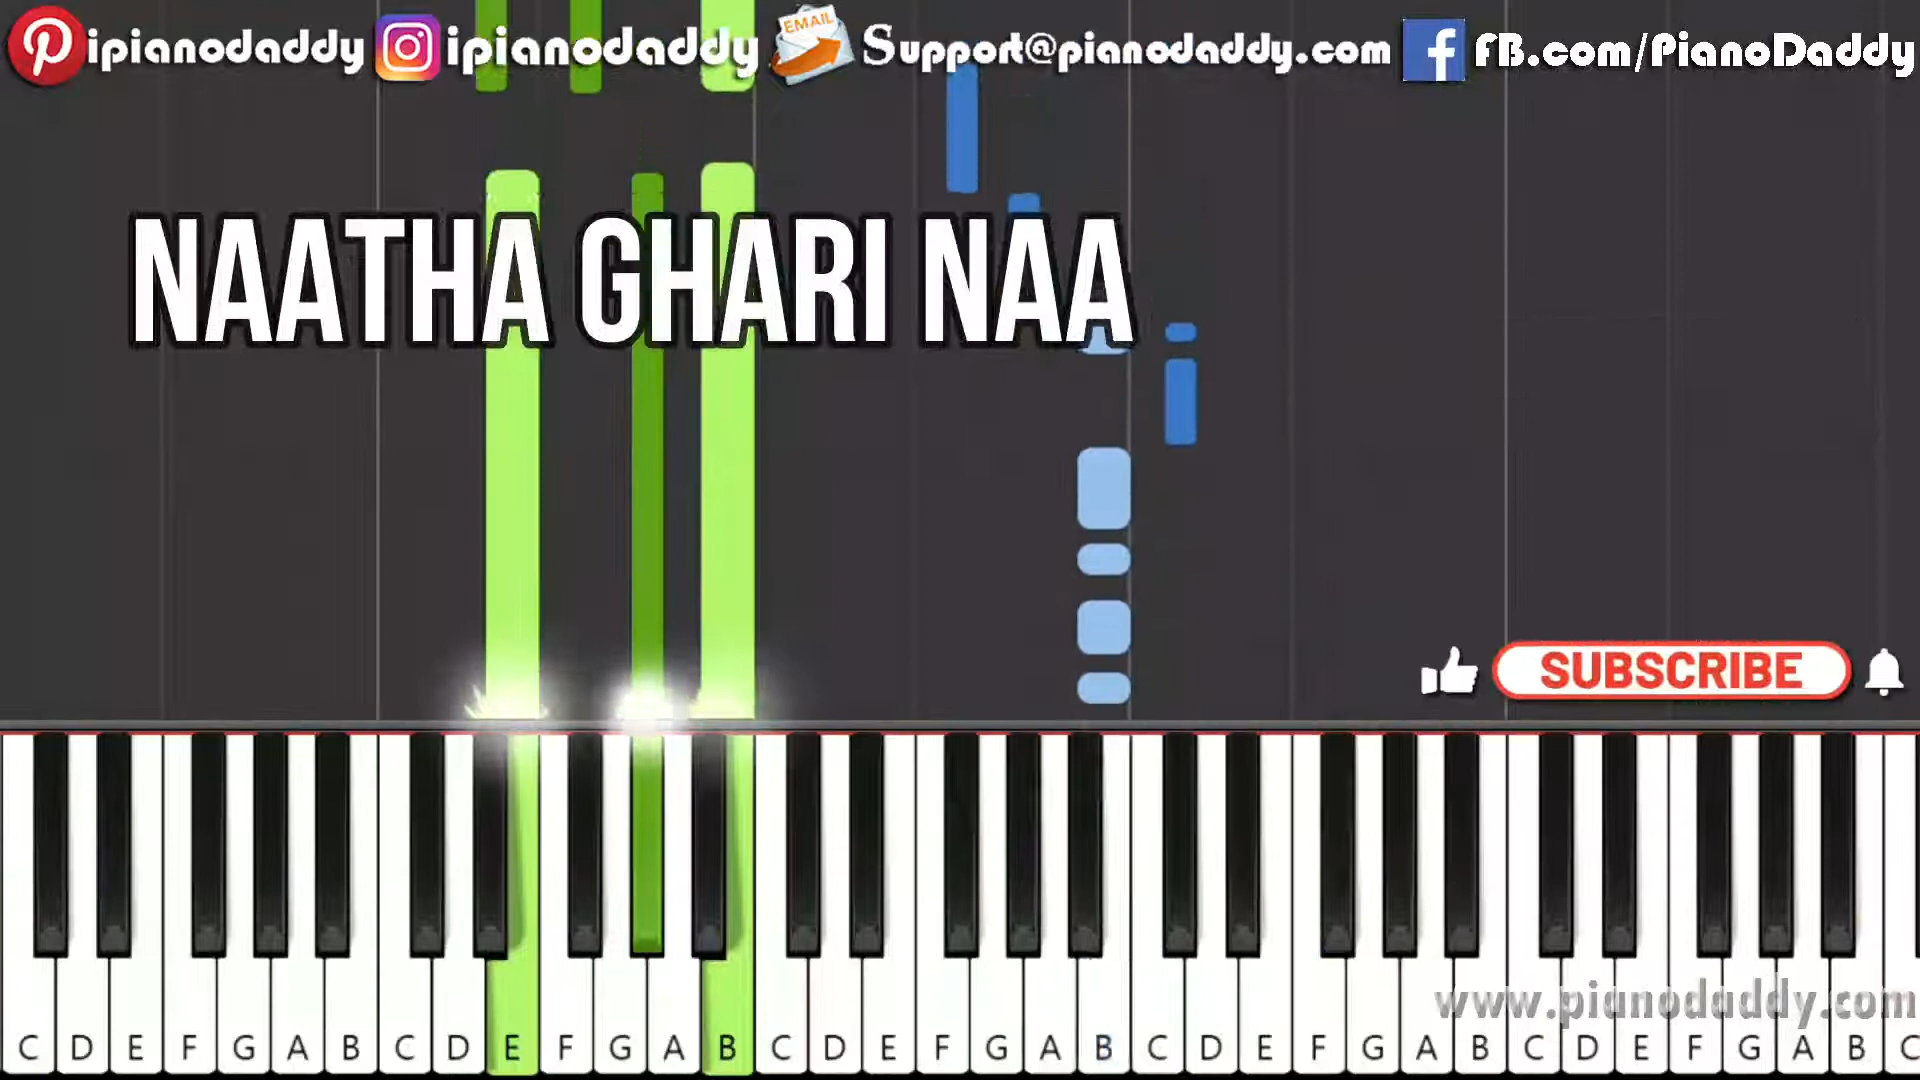 ipianodaddy ipianodaddy EMAIL Support@pianodaddy.com f FB.com/PianoDaddy
NAATHA GHARI NAA
SUBSCRIBE
www.pianodaddy.com
C D E F G A B C D E F G A B C D E F G A B C D E F G A B C D E F G A B C